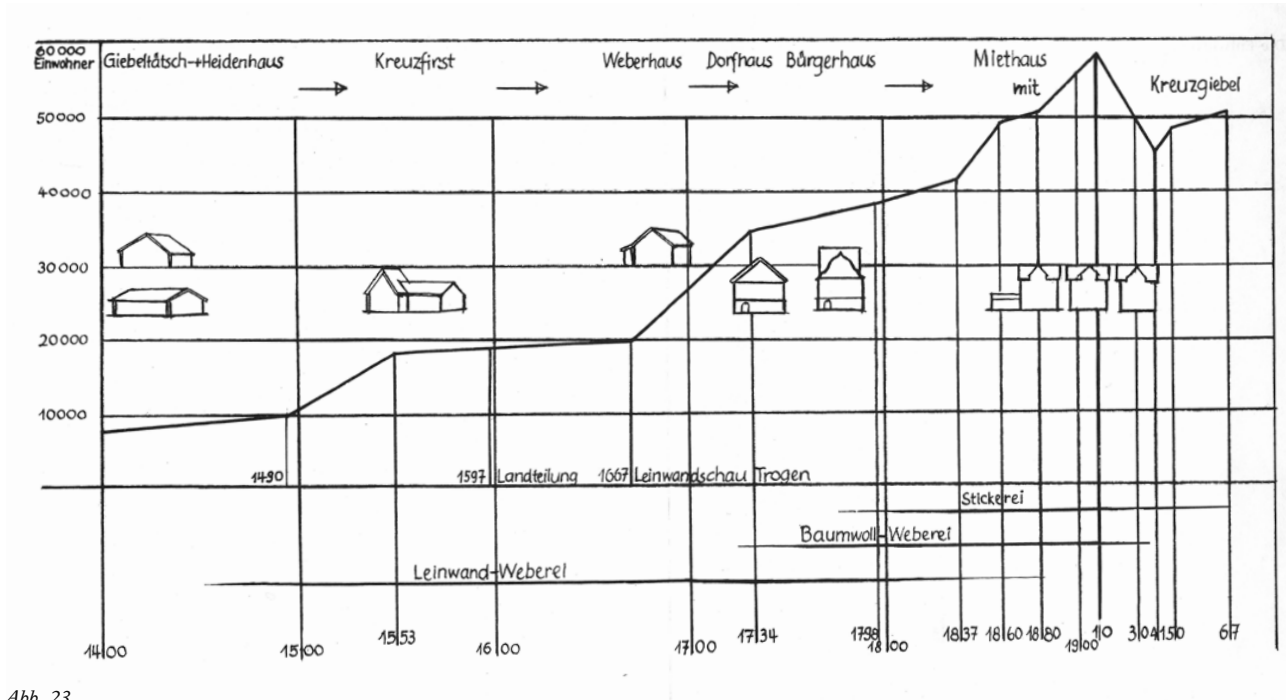 60 000
Einwohner
Giebeltätsch→Heidenhaus
Kreuzfirst
Weberhaus
Dorfhaus
Bürgerhaus
Miethaus
mit
Kreuzgiebel
50000
40000
30000
20000
10000
1490
1597
Landteilung
1667
Leinwandschau Trogen
Stickerei
Baumwoll-Weberei
Leinwand-Weberei
1400
1500
1553
1600
1700
1734
1798
1800
1837
1860
1880
1900
10
30
41
50
67
Abb. 23